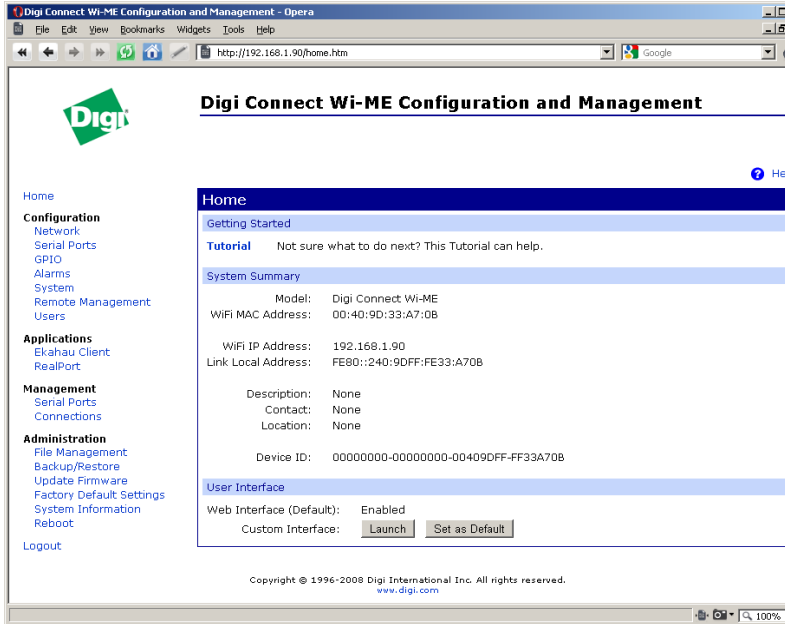 Digi Connect Wi-ME Configuration and Management - Opera
File Edit View Bookmarks Widgets Tools Help
http://192.168.1.90/home.htm Google
Digi
Digi Connect Wi-ME Configuration and Management
Home
Configuration
Network
Serial Ports
GPIO
Alarms
System
Remote Management
Users
Applications
Ekahau Client
RealPort
Management
Serial Ports
Connections
Administration
File Management
Backup/Restore
Update Firmware
Factory Default Settings
System Information
Reboot
Logout
? He
Home
Getting Started
Tutorial Not sure what to do next? This Tutorial can help.
System Summary
Model: Digi Connect Wi-ME
WiFi MAC Address: 00:40:9D:33:A7:0B
WiFi IP Address: 192.168.1.90
Link Local Address: FE80::240:9DFF:FE33:A70B
Description: None
Contact: None
Location: None
Device ID: 00000000-00000000-00409DFF-FF33A70B
User Interface
Web Interface (Default): Enabled
Custom Interface: Launch Set as Default
Copyright © 1996-2008 Digi International Inc. All rights reserved.
www.digi.com
100%